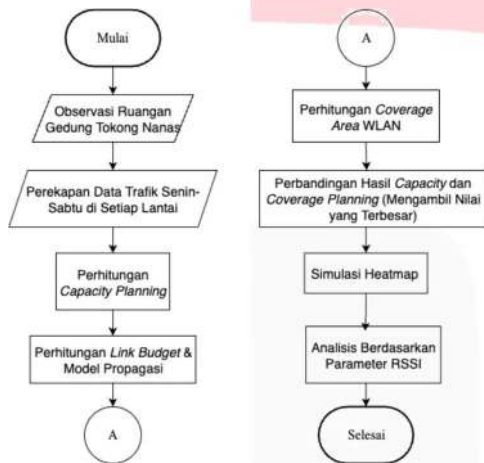 Mulai
Observasi Ruangan
Gedung Tokong Nanas
Perekapan Data Trafik Senin-
Sabtu di Setiap Lantai
Perhitungan
Capacity Planning
Perhitungan Link Budget &
Model Propagasi
A
A
Perhitungan Coverage
Area WLAN
Perbandingan Hasil Capacity dan
Coverage Planning (Mengambil Nilai
yang Terbesar)
Simulasi Heatmap
Analisis Berdasarkan
Parameter RSSI
Selesai